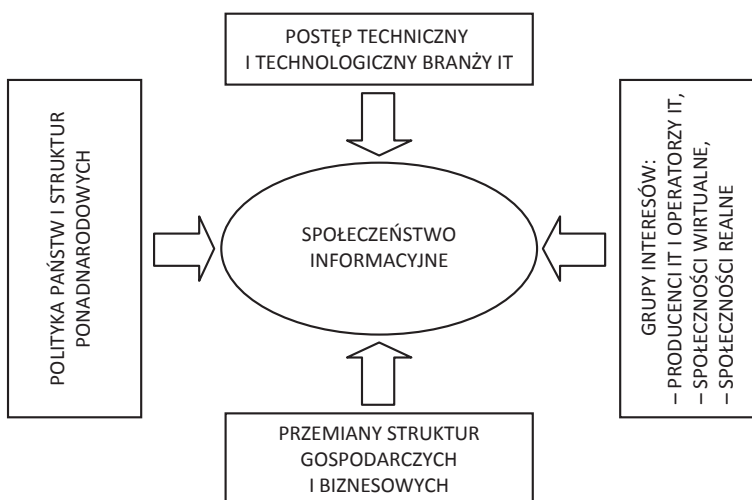 POSTĘP TECHNICZNY
I TECHNOLOGICZNY BRANŻY IT
POLITYKA PAŃSTW I STRUKTUR
PONADNARODOWYCH
SPOŁECZEŃSTWO
INFORMACYJNE
GRUPY INTERESÓW:
– PRODUCENCI IT I OPERATORZY IT,
– SPOŁECZNOŚCI WIRTUALNE,
– SPOŁECZNOŚCI REALNE
PRZEMIANY STRUKTUR
GOSPODARCZYCH
I BIZNESOWYCH